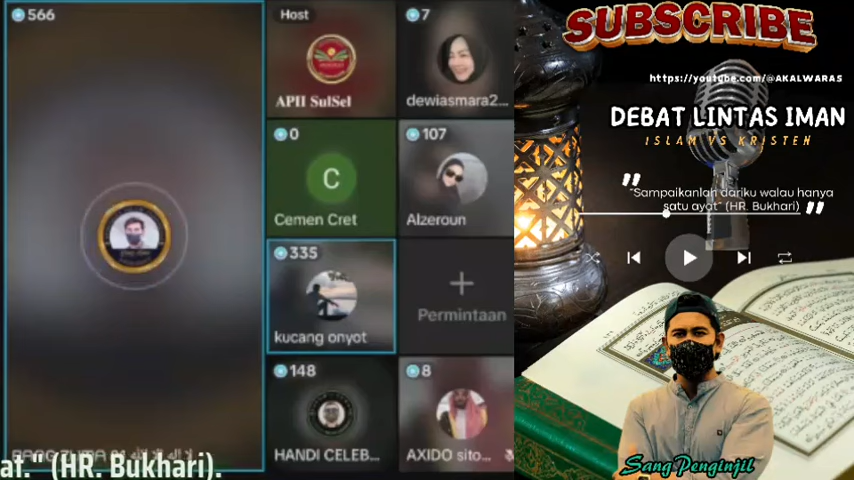 566
Host
APII SulSel
7
dewiasmara2...
0
C
Cemen Cret
107
Alzeroun
335
kucang onyot
+
Permintaan
148
HANDI CELEB...
8
AXIDO sito...
at." (HR. Bukhari).
SUBSCRIBE
https://youtube.com/@AKALWARAS
DEBAT LINTAS IMAN
ISLAM VS KRISTEN
"Sampaikanlah dariku walau hanya
satu ayat" (HR. Bukhari)
Sang Penginjil